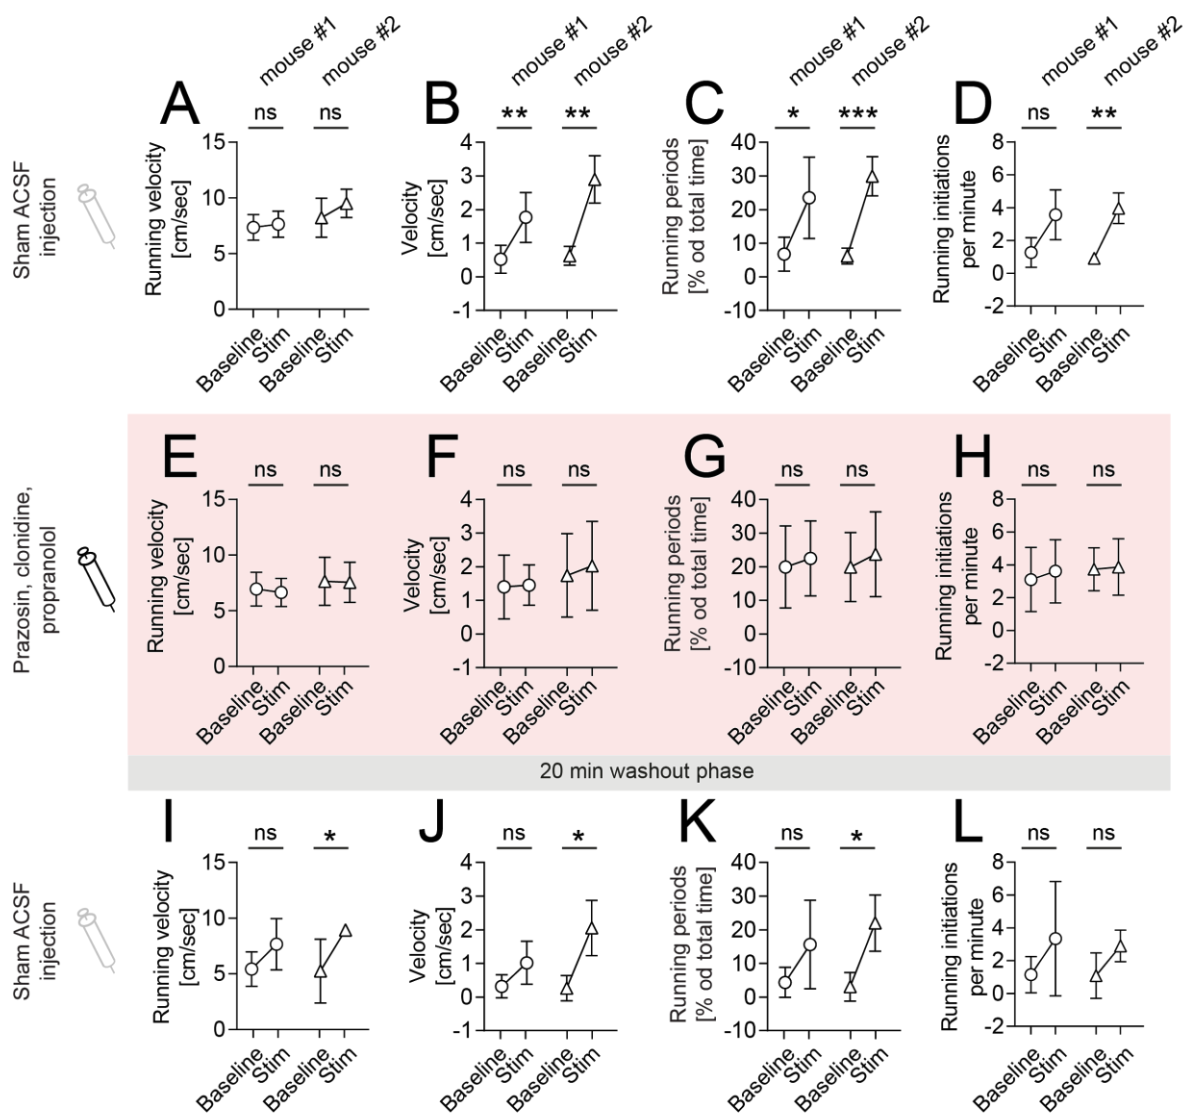 mouse #1
mouse #2
mouse #1
mouse #2
mouse #1
mouse #2
mouse #1
mouse #2
Sham ACSF
injection
A
ns
ns
Running velocity
[cm/sec]
15
10
5
0
Baseline
Stim
Baseline
Stim
B
**
**
Velocity
[cm/sec]
4
3
2
1
0
-1
Baseline
Stim
Baseline
Stim
C
*
***
Running periods
[% od total time]
40
30
20
10
0
-10
Baseline
Stim
Baseline
Stim
D
ns
**
Running initiations
per minute
8
6
4
2
0
-2
Baseline
Stim
Baseline
Stim
Prazosin, clonidine,
propranolol
E
ns
ns
Running velocity
[cm/sec]
15
10
5
0
Baseline
Stim
Baseline
Stim
F
ns
ns
Velocity
[cm/sec]
4
3
2
1
0
-1
Baseline
Stim
Baseline
Stim
G
ns
ns
Running periods
[% od total time]
40
30
20
10
0
-10
Baseline
Stim
Baseline
Stim
H
ns
ns
Running initiations
per minute
8
6
4
2
0
-2
Baseline
Stim
Baseline
Stim
20 min washout phase
Sham ACSF
injection
I
ns
*
Running velocity
[cm/sec]
15
10
5
0
Baseline
Stim
Baseline
Stim
J
ns
*
Velocity
[cm/sec]
4
3
2
1
0
-1
Baseline
Stim
Baseline
Stim
K
ns
*
Running periods
[% od total time]
40
30
20
10
0
-10
Baseline
Stim
Baseline
Stim
L
ns
ns
Running initiations
per minute
8
6
4
2
0
-2
Baseline
Stim
Baseline
Stim